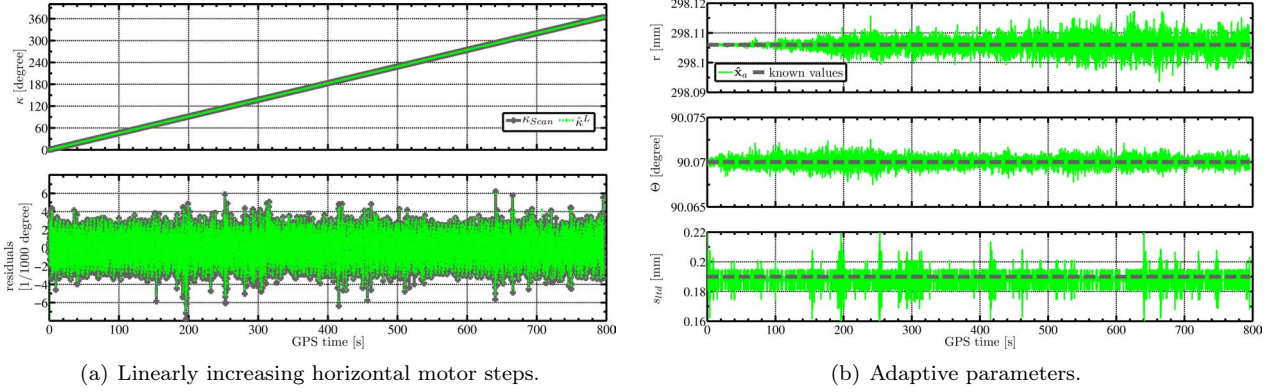 360
300
240
180
120
60
0
κ [degree]
κ_Scan κ̂^L
6
4
2
0
−2
−4
−6
residuals
[1/1000 degree]
0 100 200 300 400 500 600 700 800
GPS time [s]
(a) Linearly increasing horizontal motor steps.
298.12
298.11
298.1
298.09
r [mm]
x̂_a known values
90.075
90.07
90.065
Θ [degree]
0.22
0.2
0.18
0.16
s_ltd [mm]
0 100 200 300 400 500 600 700 800
GPS time [s]
(b) Adaptive parameters.